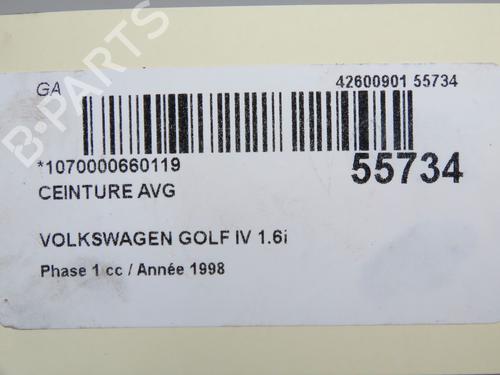 GA
42600901 55734
*1070000660119
55734
CEINTURE AVG
VOLKSWAGEN GOLF IV 1.6i
Phase 1 cc / Année 1998
B-PARTS